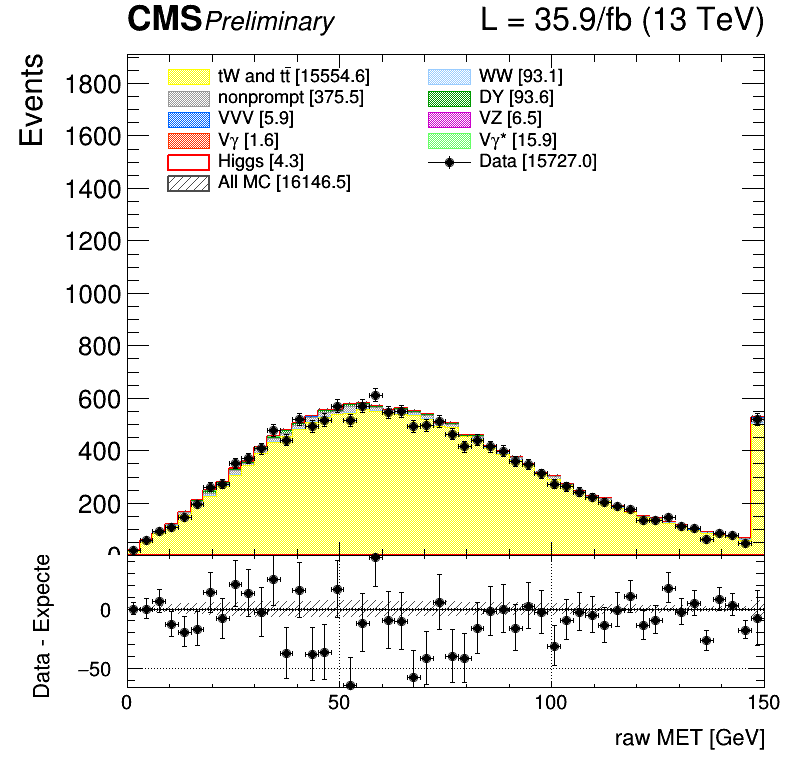 CMS Preliminary L = 35.9/fb (13 TeV)
Events
1800
1600
1400
1200
1000
800
600
400
200
0
tW and tt̄ [15554.6]
nonprompt [375.5]
VVV [5.9]
Vγ [1.6]
Higgs [4.3]
All MC [16146.5]
WW [93.1]
DY [93.6]
VZ [6.5]
Vγ* [15.9]
Data [15727.0]
Data - Expecte
0
−50
0 50 100 150
raw MET [GeV]